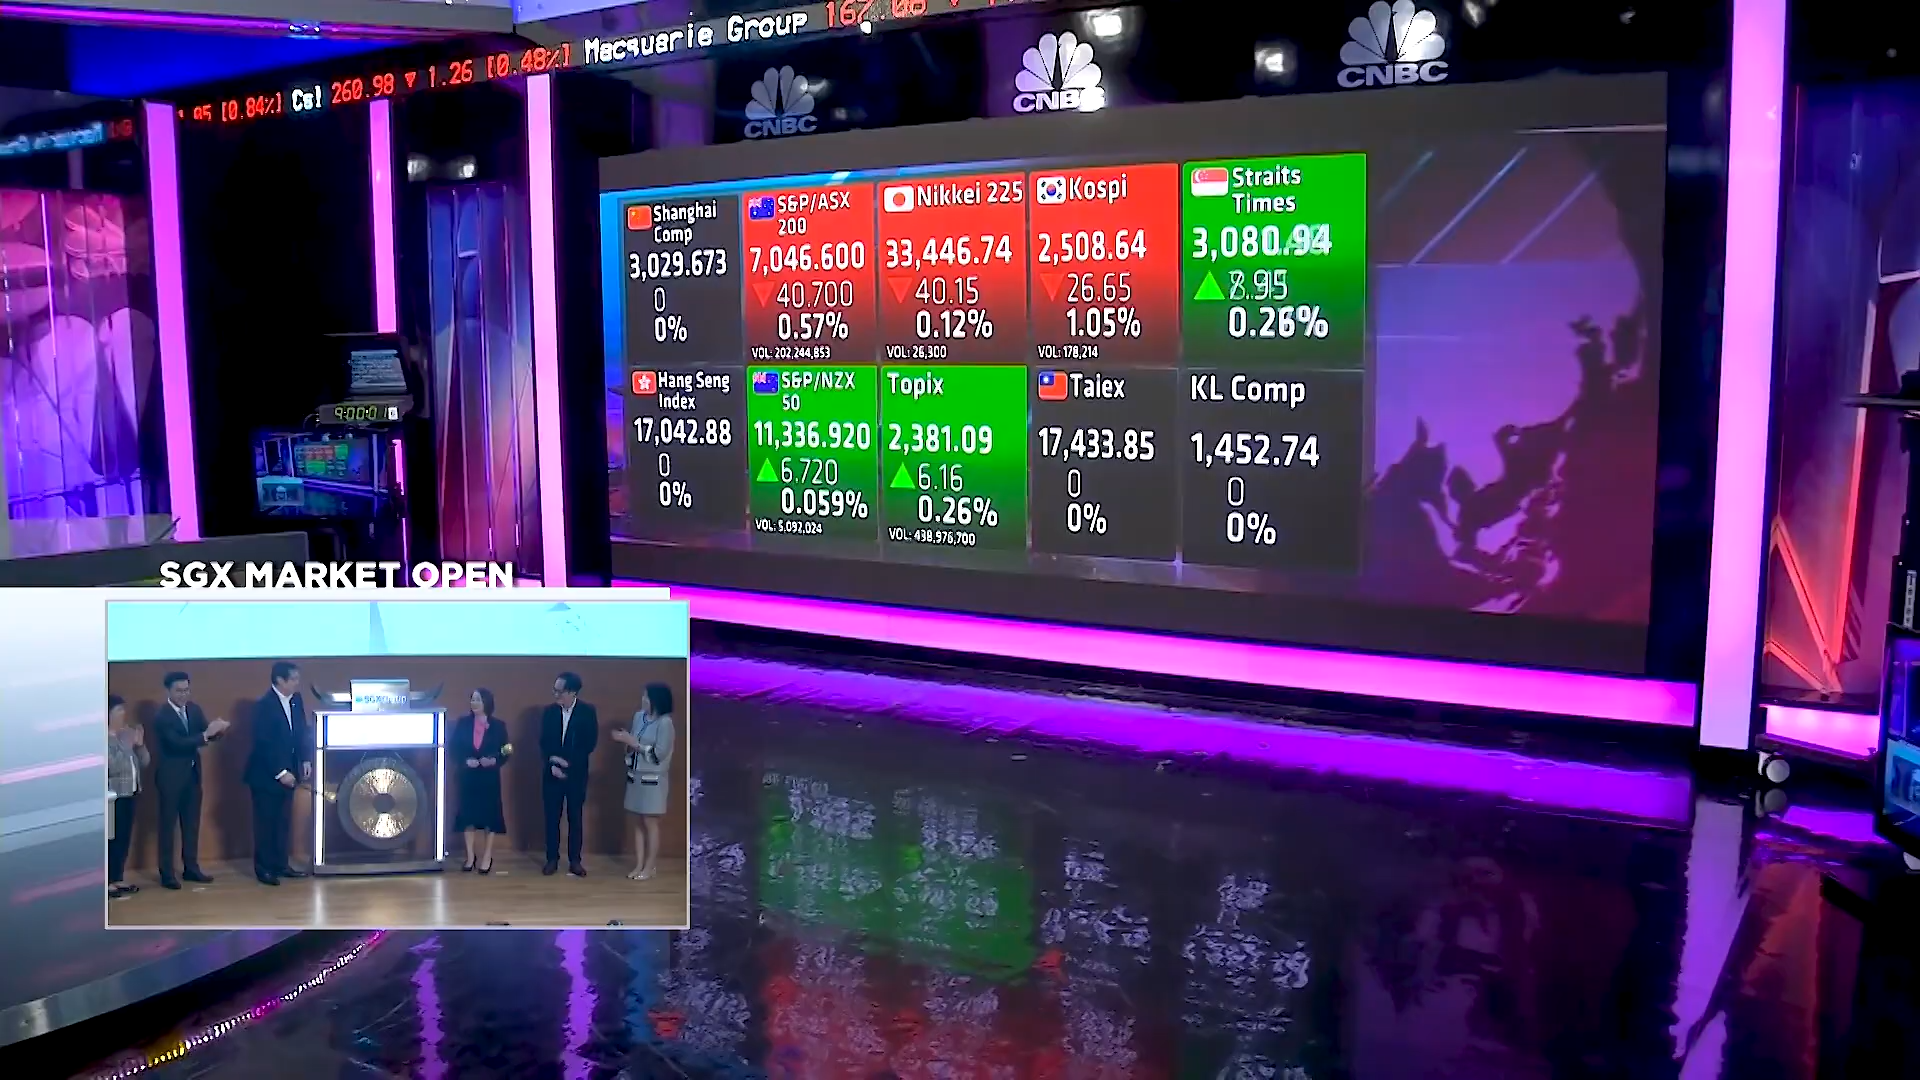 [0.84%] Csl 260.98 ▼ 1.26 [0.48%] Macquarie Group
CNBC
CNBC
CNBC
Shanghai
Comp
3,029.673
0
0%
S&P/ASX
200
7,046.600
▼40.700
0.57%
VOL: 202,244,853
Nikkei 225
33,446.74
▼40.15
0.12%
VOL: 26,300
Kospi
2,508.64
▼26.65
1.05%
VOL: 178,214
Straits
Times
3,080.94
0.26%
Hang Seng
Index
17,042.88
0
0%
S&P/NZX
50
11,336.920
▲6.720
0.059%
VOL: 5,092,024
Topix
2,381.09
▲6.16
0.26%
VOL: 438,976,700
Taiex
17,433.85
0
0%
KL Comp
1,452.74
0
0%
SGX MARKET OPEN